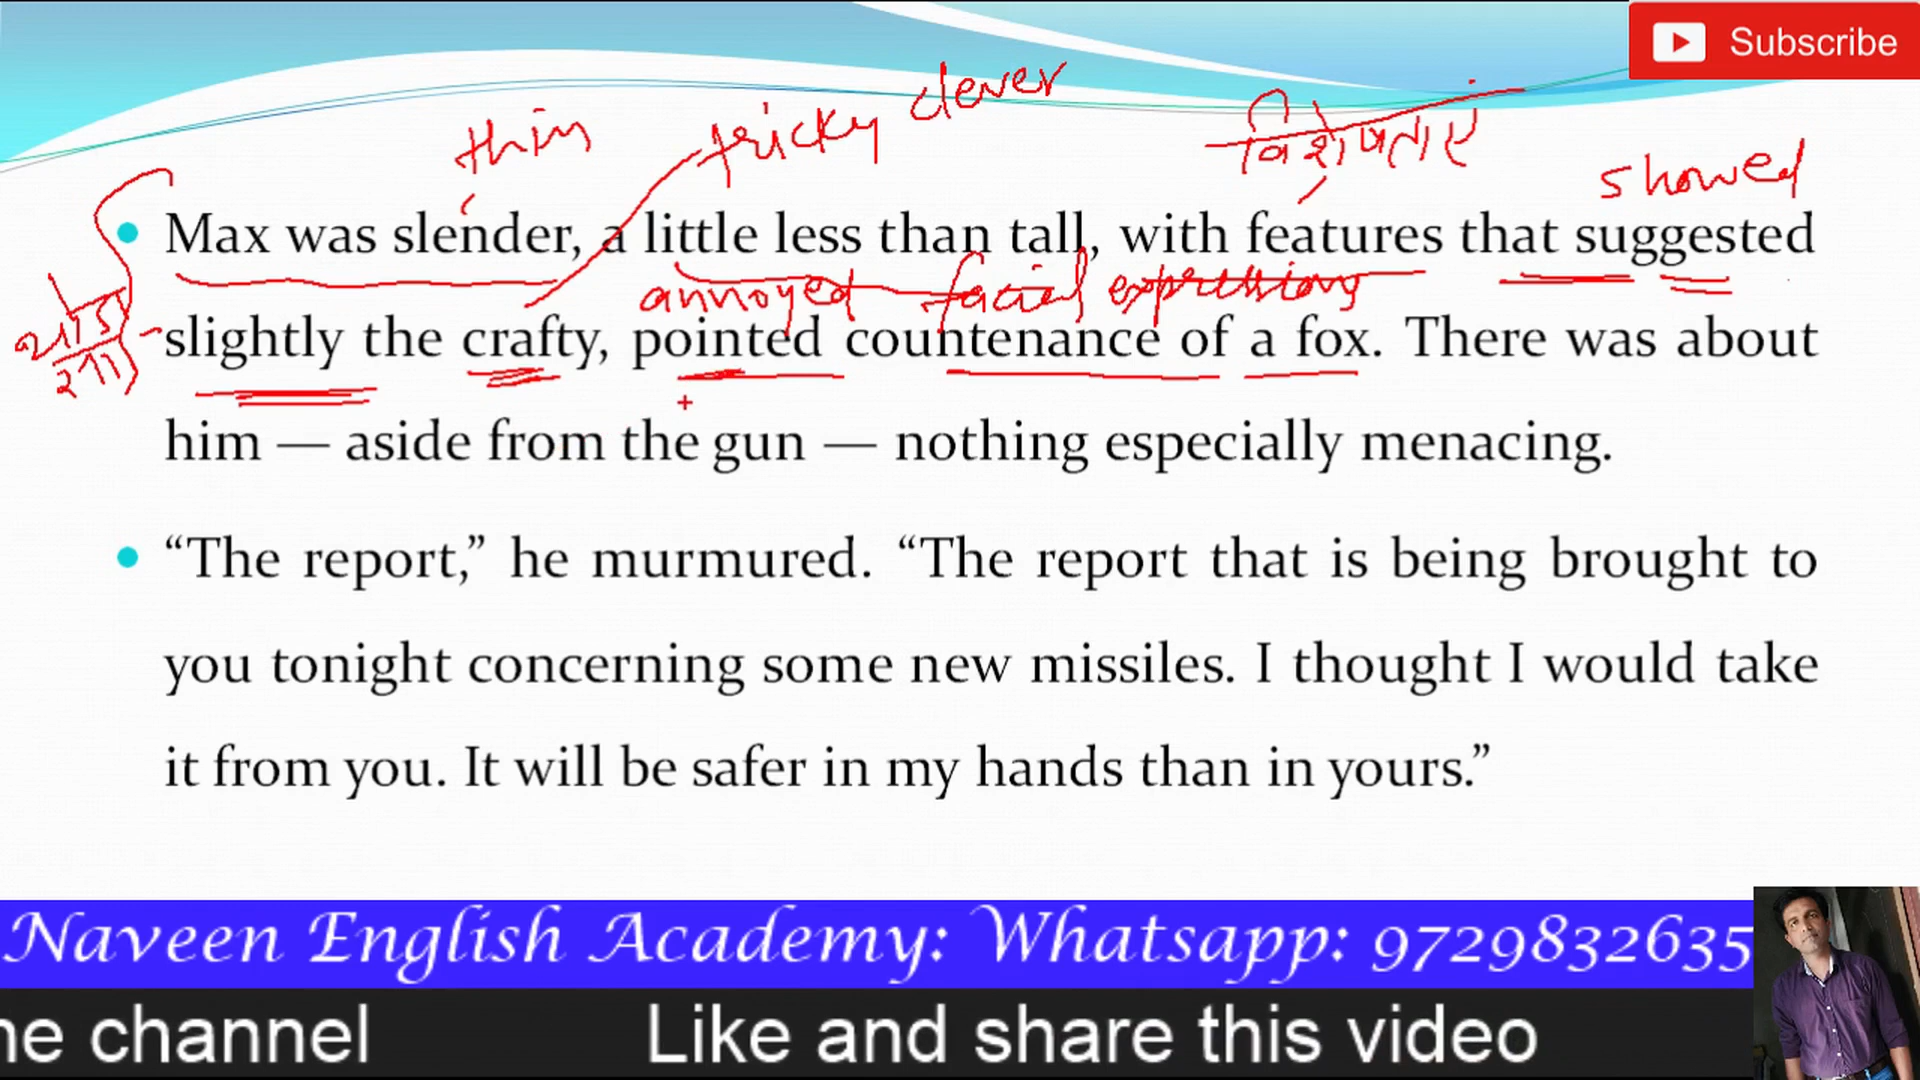 Subscribe
thin tricky clever विशेषताएं showed
Max was slender, a little less than tall, with features that suggested
annoyed facial expressions
slightly the crafty, pointed countenance of a fox. There was about
him — aside from the gun — nothing especially menacing.
“The report,” he murmured. “The report that is being brought to
you tonight concerning some new missiles. I thought I would take
it from you. It will be safer in my hands than in yours.”
Naveen English Academy: Whatsapp: 9729832635
he channel Like and share this video